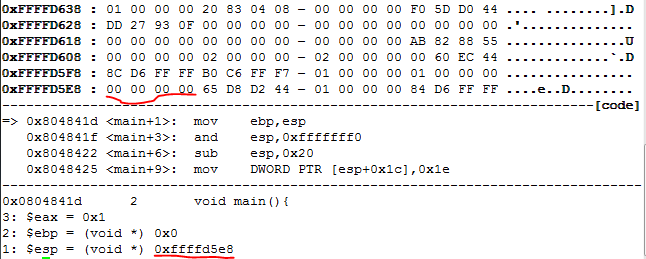 0xFFFFD638 : 01 00 00 00 20 83 04 08 - 00 00 00 00 F0 5D D0 44 .... ........].D
0xFFFFD628 : DD 27 93 0F 00 00 00 00 - 00 00 00 00 00 00 00 00 .'..............
0xFFFFD618 : 00 00 00 00 00 00 00 00 - 00 00 00 00 AB 82 88 55 ...............U
0xFFFFD608 : 00 00 00 00 02 00 00 00 - 02 00 00 00 00 60 EC 44 .............`.D
0xFFFFD5F8 : 8C D6 FF FF B0 C6 FF F7 - 01 00 00 00 01 00 00 00 ................
0xFFFFD5E8 : 00 00 00 00 65 D8 D2 44 - 01 00 00 00 84 D6 FF FF ....e..D........
[code]
=> 0x804841d <main+1>: mov ebp,esp
0x804841f <main+3>: and esp,0xfffffff0
0x8048422 <main+6>: sub esp,0x20
0x8048425 <main+9>: mov DWORD PTR [esp+0x1c],0x1e
0x0804841d 2 void main(){
3: $eax = 0x1
2: $ebp = (void *) 0x0
1: $esp = (void *) 0xffffd5e8